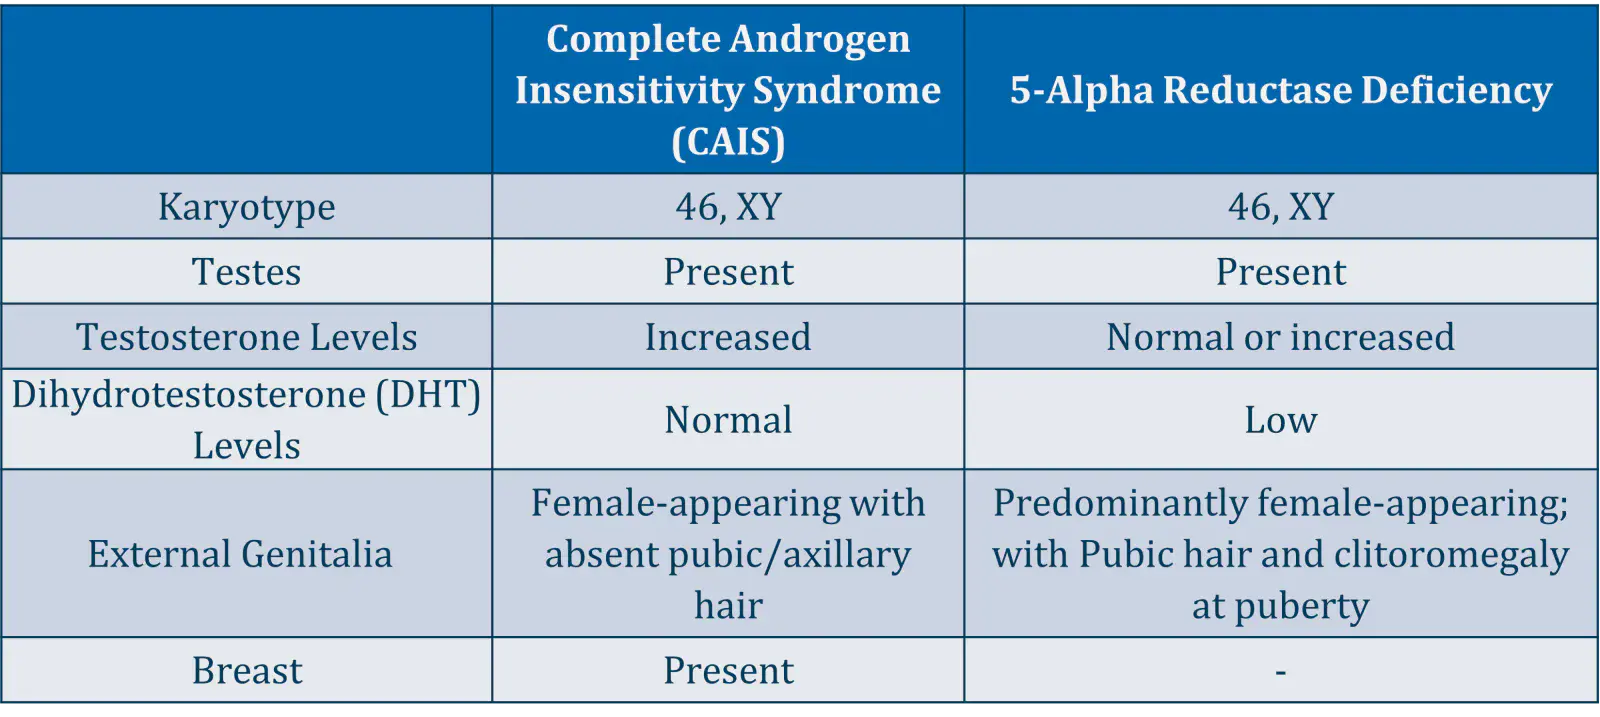 Complete Androgen
Insensitivity Syndrome
(CAIS)
5-Alpha Reductase Deficiency
Karyotype
46, XY
46, XY
Testes
Present
Present
Testosterone Levels
Increased
Normal or increased
Dihydrotestosterone (DHT)
Levels
Normal
Low
External Genitalia
Female-appearing with
absent pubic/axillary
hair
Predominantly female-appearing;
with Pubic hair and clitoromegaly
at puberty
Breast
Present
-